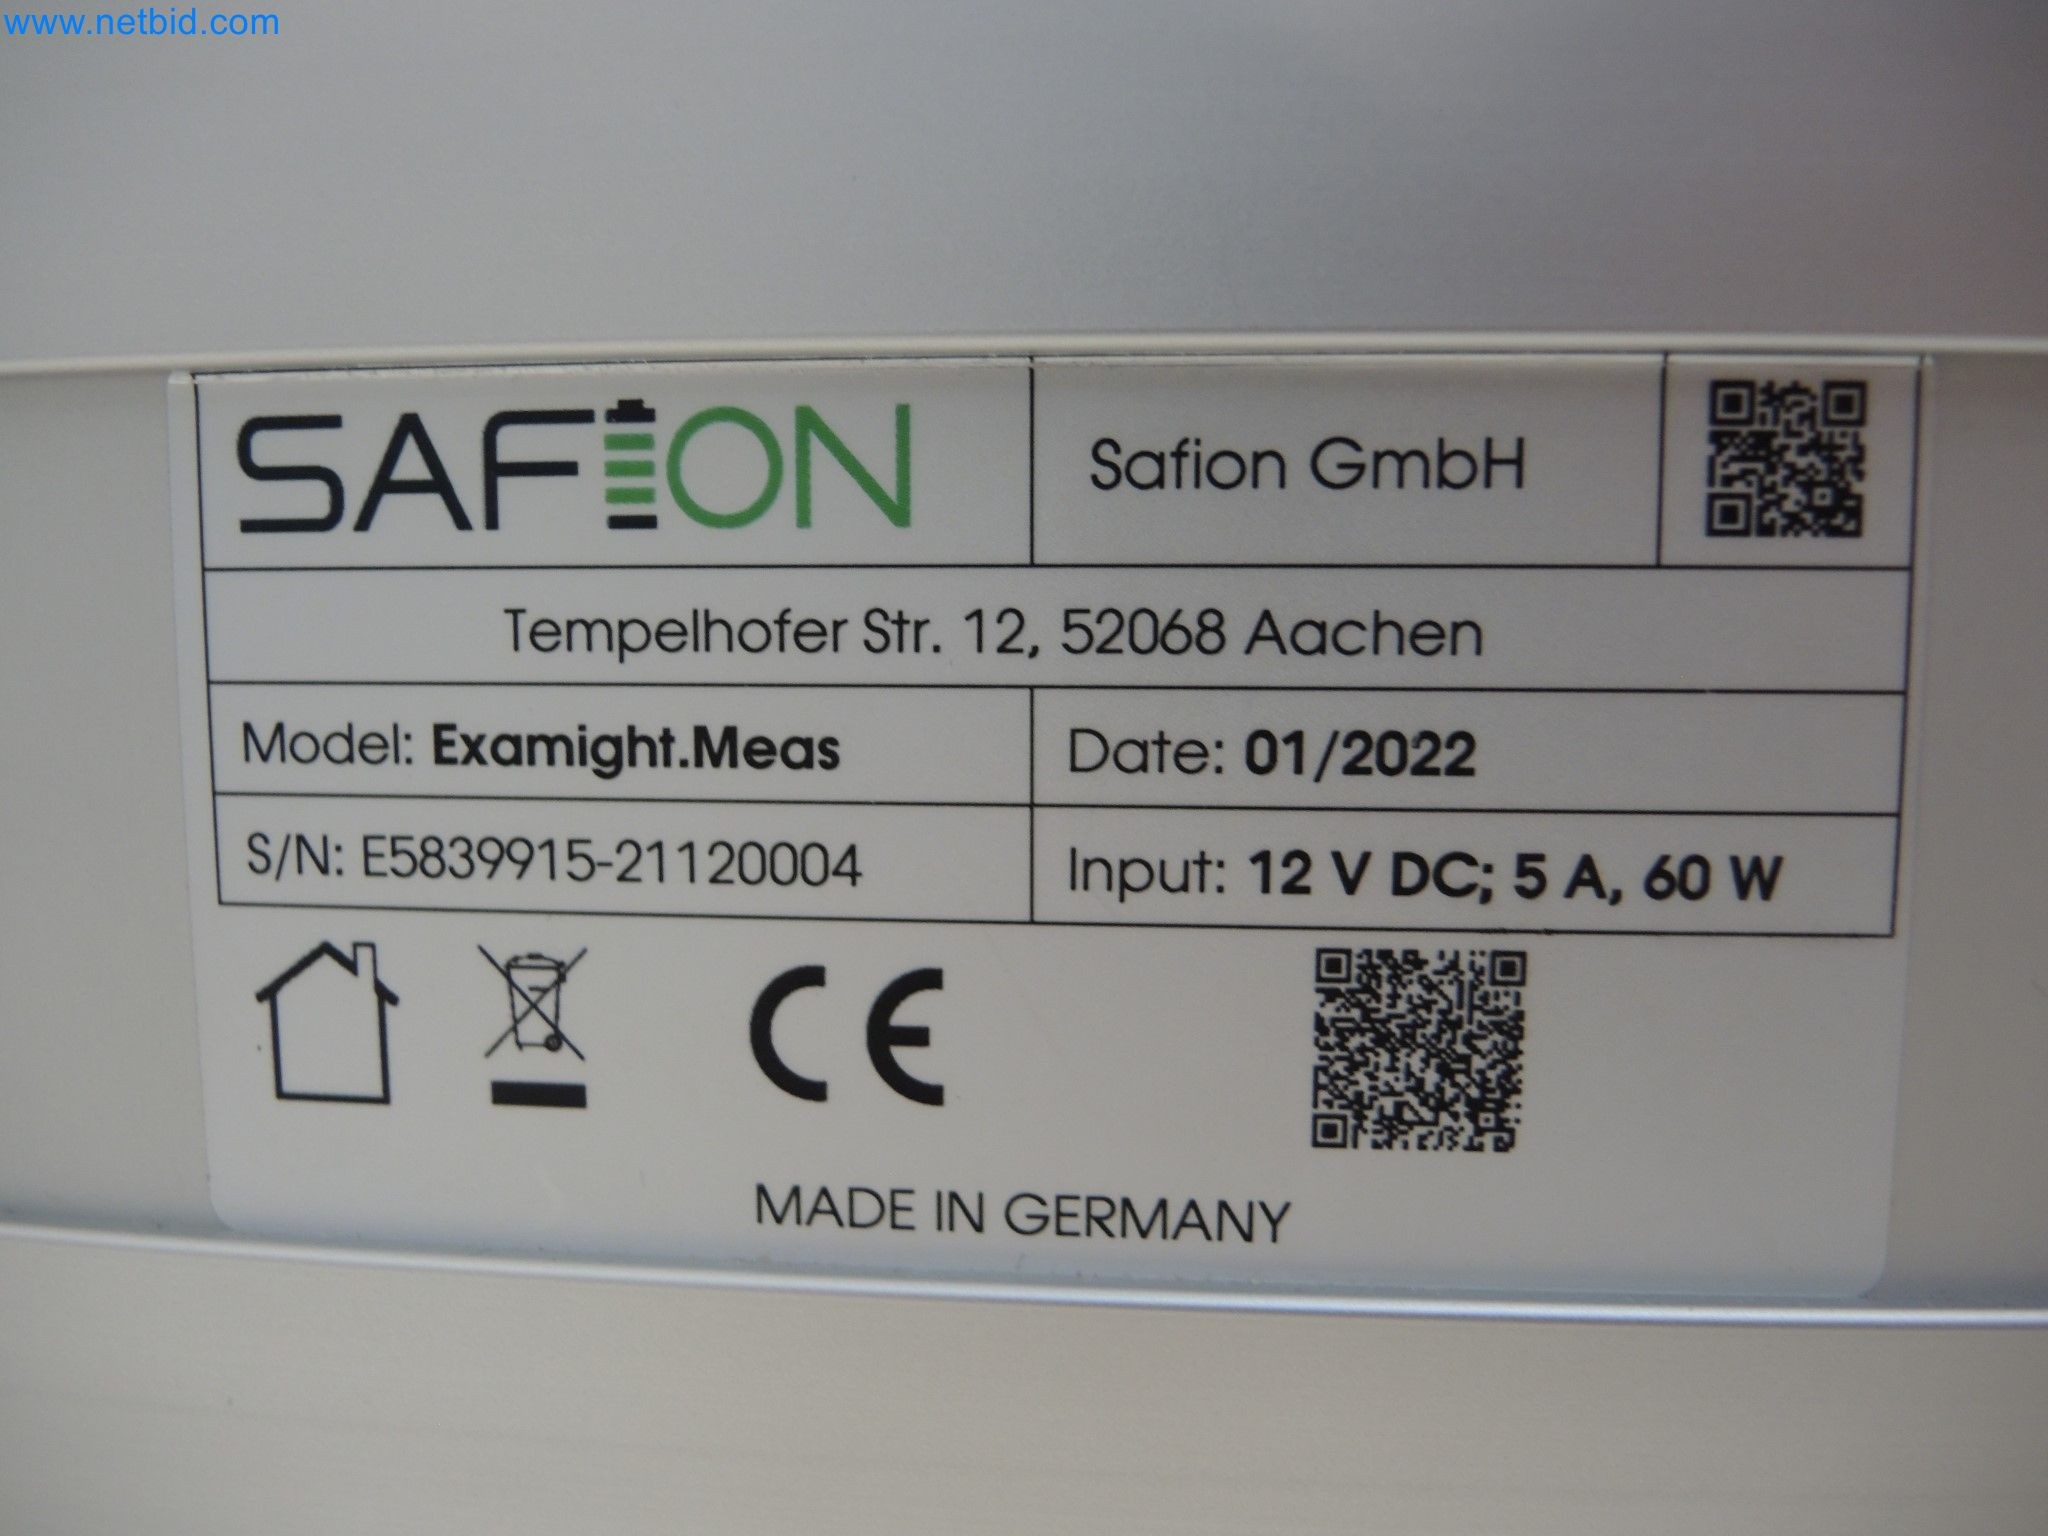 www.netbid.com
SAFION
Safion GmbH
Tempelhofer Str. 12, 52068 Aachen
Model: Examight.Meas
Date: 01/2022
S/N: E5839915-21120004
Input: 12 V DC; 5 A, 60 W
CE
MADE IN GERMANY